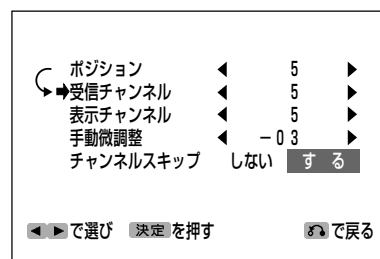 ポジション ◀ 5 ▶
➡受信チャンネル ◀ 5 ▶
表示チャンネル ◀ 5 ▶
手動微調整 ◀ −03 ▶
チャンネルスキップ しない する
◀ ▶ で選び 決定 を押す で戻る